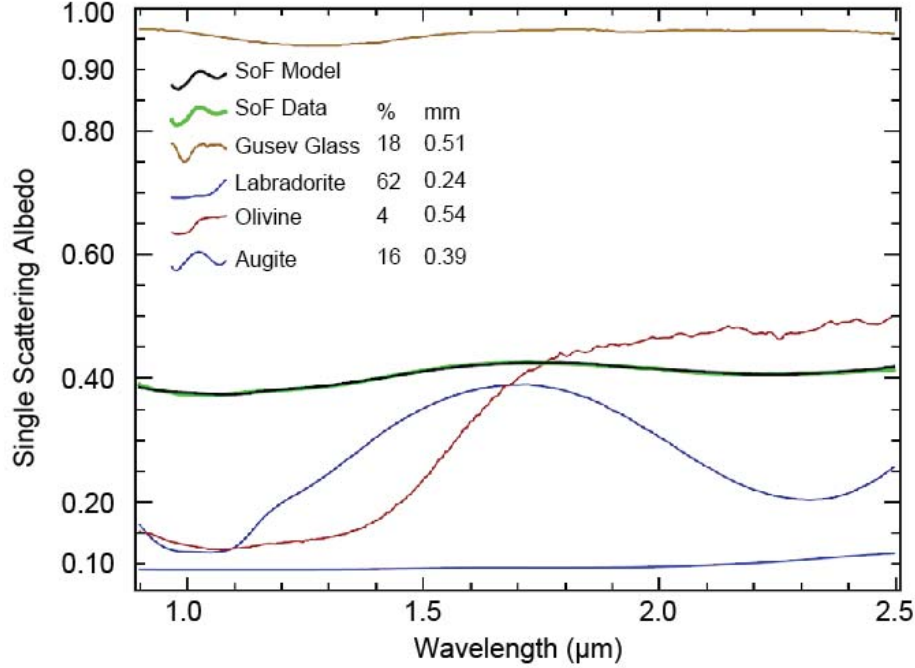 1.00
0.90
0.80
0.60
0.40
0.20
0.10
Single Scattering Albedo
SoF Model
SoF Data % mm
Gusev Glass 18 0.51
Labradorite 62 0.24
Olivine 4 0.54
Augite 16 0.39
1.0 1.5 2.0 2.5
Wavelength (μm)